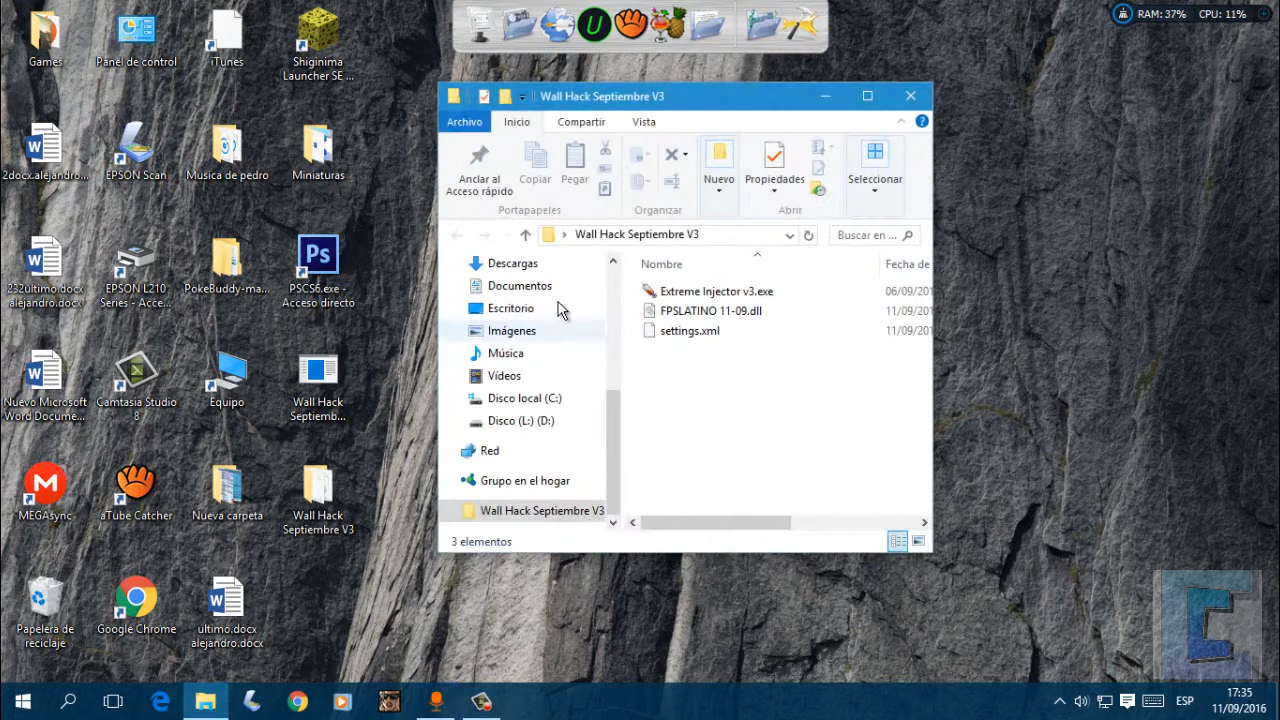 RAM: 37% CPU: 11%
Games
Panel de control
iTunes
Shiginima
Launcher SE ...
2docx.alejandro...
EPSON Scan
Musica de pedro
Miniaturas
232ultimo.docx
alejandro.docx
EPSON L210
Series - Acce...
PokeBuddy-ma...
Ps
PSCS6.exe -
Acceso directo
Nuevo Microsoft
Word Docume...
Camtasia Studio
8
Equipo
Wall Hack
Septiemb...
MEGAsync
aTube Catcher
Nueva carpeta
Wall Hack
Septiembre V3
Papelera de
reciclaje
Google Chrome
ultimo.docx
alejandro.docx
Wall Hack Septiembre V3
Archivo Inicio Compartir Vista
Anclar al
Acceso rápido
Copiar
Pegar
Nuevo
Propiedades
Seleccionar
Portapapeles Organizar Abrir
Wall Hack Septiembre V3
Buscar en ...
Descargas
Documentos
Escritorio
Imágenes
Música
Vídeos
Disco local (C:)
Disco (L:) (D:)
Red
Grupo en el hogar
Wall Hack Septiembre V3
Nombre Fecha de
Extreme Injector v3.exe 06/09/201
FPSLATINO 11-09.dll 11/09/201
settings.xml 11/09/201
3 elementos
ESP
17:35
11/09/2016